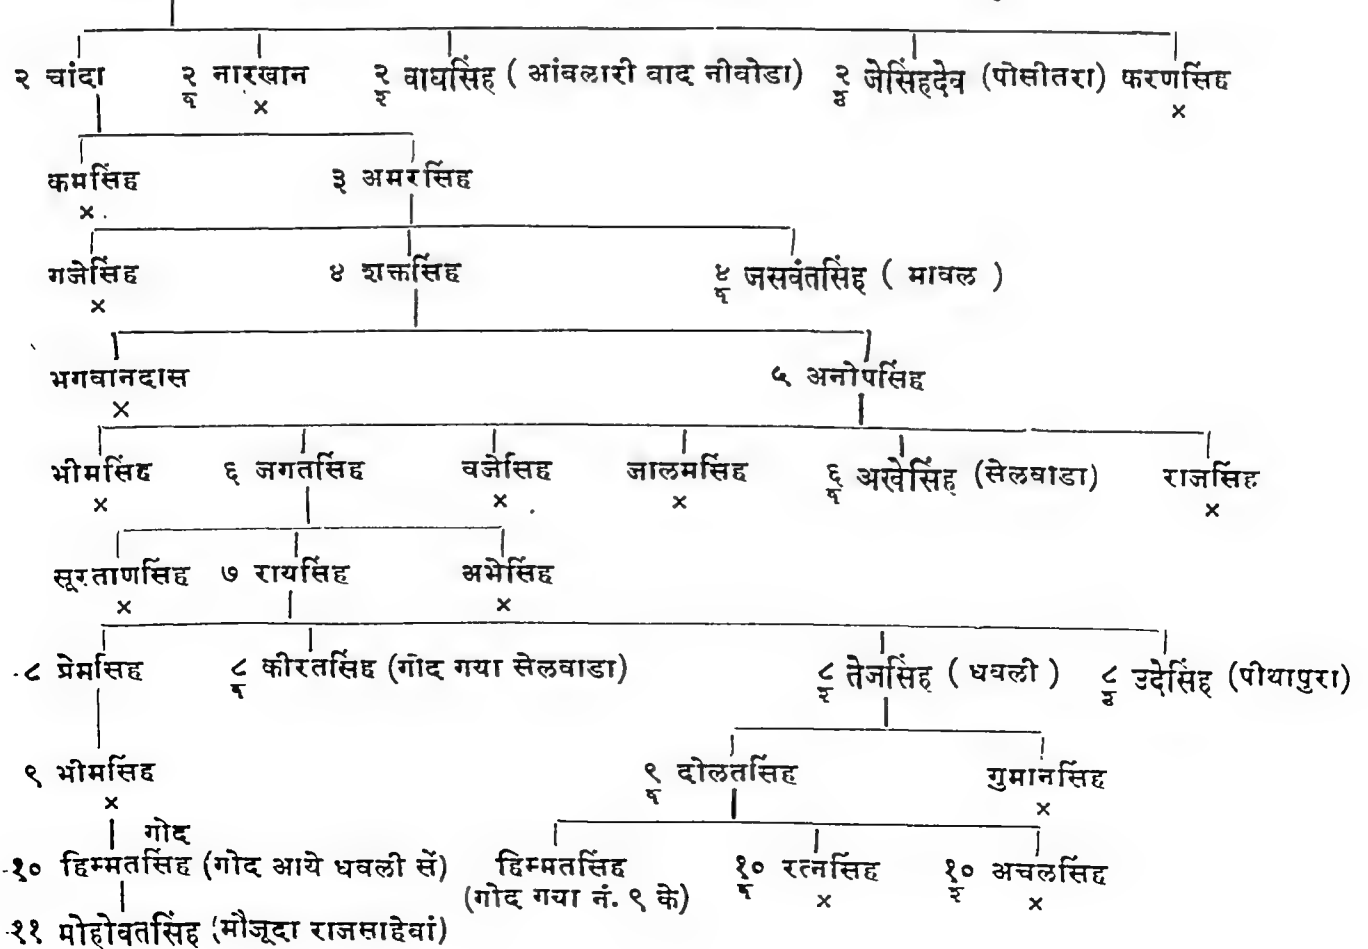 २ चांदा २/१ नारखान २/२ वाघसिंह ( आंवलारी वाद नीवोडा ) २/३ जेसिंहदेव (पोसीतरा) करणसिंह
× ×
कमसिंह ३ अमरसिंह
×
गजेसिंह ४ शक्तसिंह ४/१ जसवंतसिंह ( मावल )
×
भगवानदास ५ अनोपसिंह
×
भीमसिंह ६ जगतसिंह वजेसिंह जालमसिंह ६/१ अखेसिंह (सेलवाडा) राजसिंह
× × × ×
सूरताणसिंह ७ रायसिंह अभेसिंह
× ×
८ प्रेमसिंह ८/१ कीरतसिंह (गोद गया सेलवाडा) ८/२ तेजसिंह ( धवली ) ८/३ उदेसिंह (पीथापुरा)
९ भीमसिंह ९/१ दोलतसिंह गुमानसिंह
× ×
गोद
१० हिम्मतसिंह (गोद आये धवली सें) हिम्मतसिंह १०/१ रत्नसिंह १०/२ अचलसिंह
(गोद गया नं. ९ के) × ×
११ मोहोवतसिंह (मौजूदा राजसाहेवां)